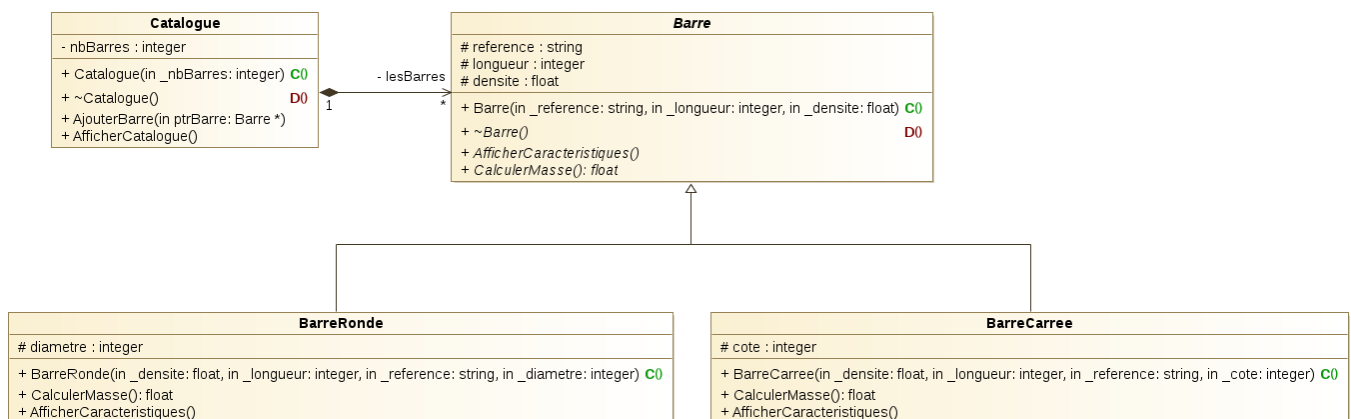 Catalogue
- nbBarres : integer
+ Catalogue(in _nbBarres: integer) C()
+ ~Catalogue() D()
+ AjouterBarre(in ptrBarre: Barre *)
+ AfficherCatalogue()
- lesBarres
1
*
Barre
# reference : string
# longueur : integer
# densite : float
+ Barre(in _reference: string, in _longueur: integer, in _densite: float) C()
+ ~Barre() D()
+ AfficherCaracteristiques()
+ CalculerMasse(): float
BarreRonde
# diametre : integer
+ BarreRonde(in _densite: float, in _longueur: integer, in _reference: string, in _diametre: integer) C()
+ CalculerMasse(): float
+ AfficherCaracteristiques()
BarreCarree
# cote : integer
+ BarreCarree(in _densite: float, in _longueur: integer, in _reference: string, in _cote: integer) C()
+ CalculerMasse(): float
+ AfficherCaracteristiques()